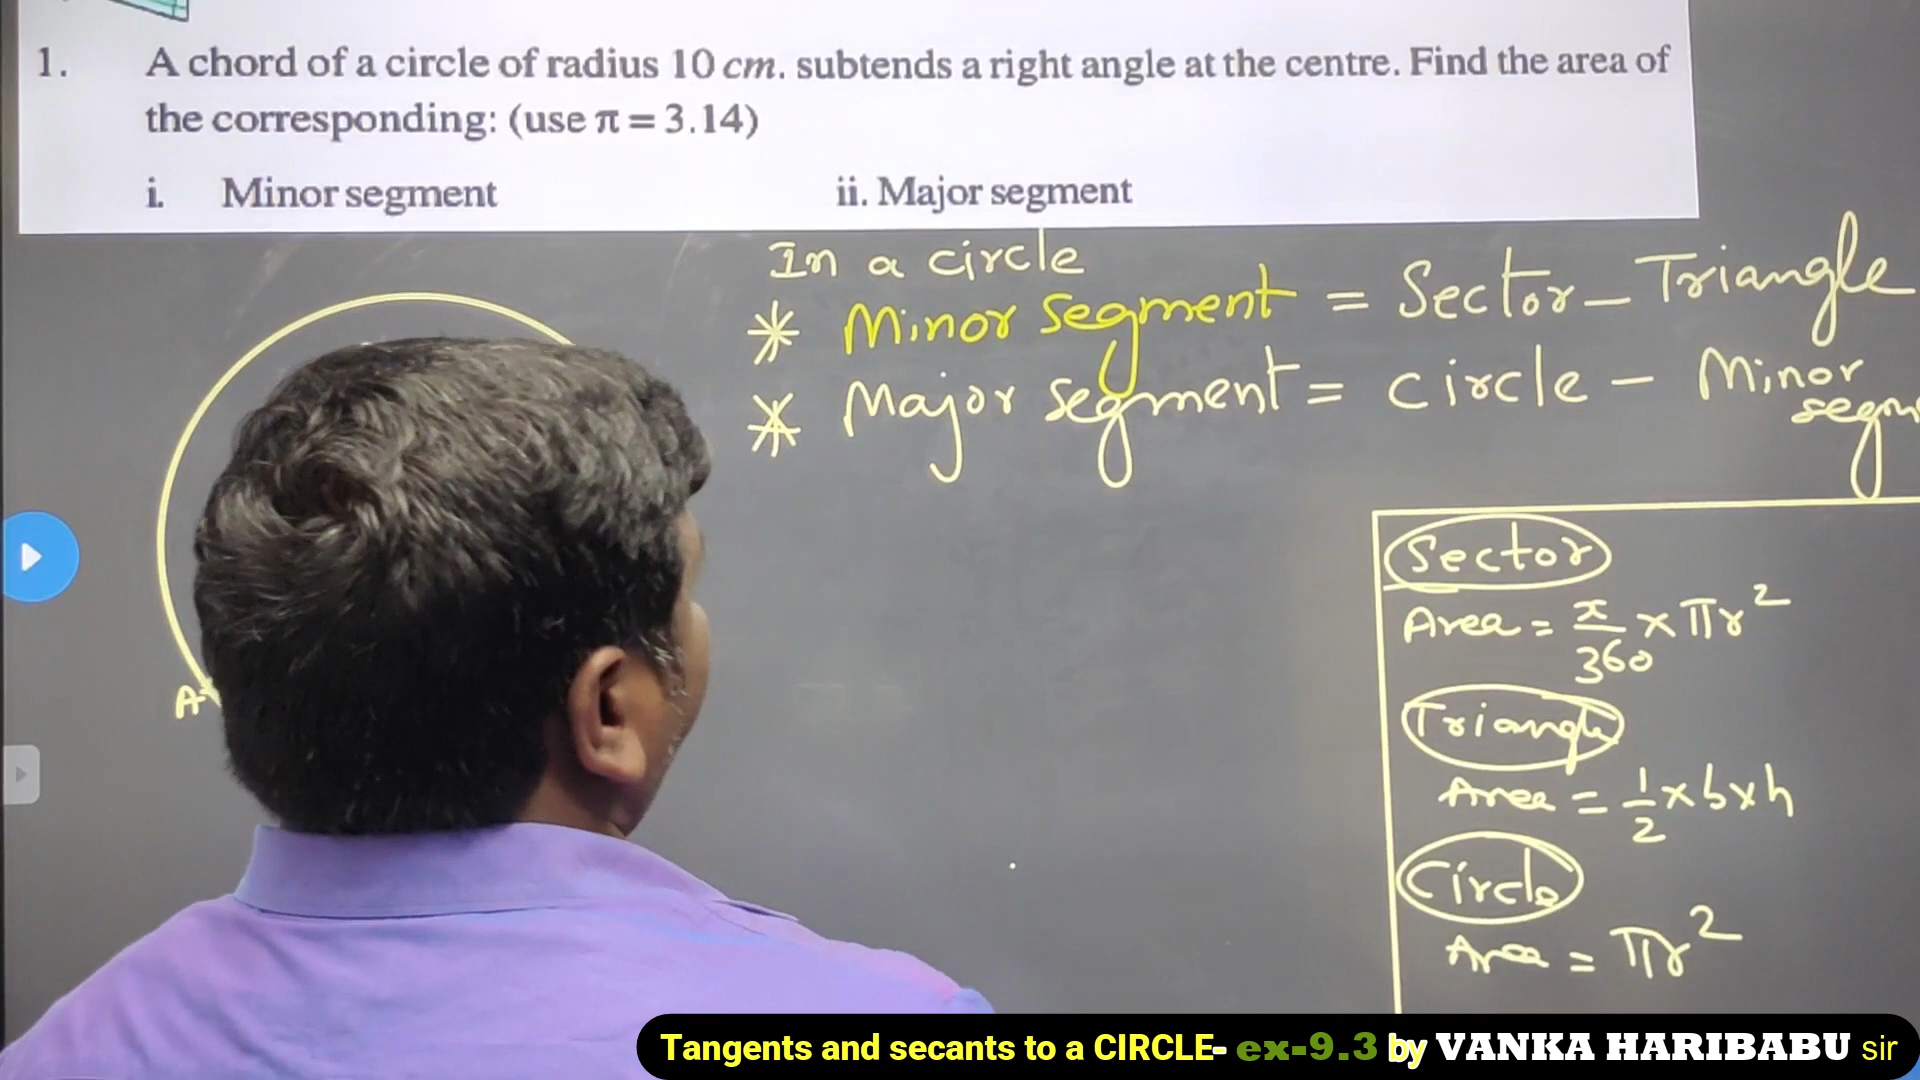 1. A chord of a circle of radius 10 cm. subtends a right angle at the centre. Find the area of
the corresponding: (use π = 3.14)
i. Minor segment ii. Major segment
In a circle
* Minor segment = Sector - Triangle
* Major segment = circle - Minor
segm
A
Sector
Area = x/360 × πr²
Triangle
Area = 1/2 × b × h
Circle
Area = πr²
Tangents and secants to a CIRCLE- ex-9.3 by VANKA HARIBABU sir